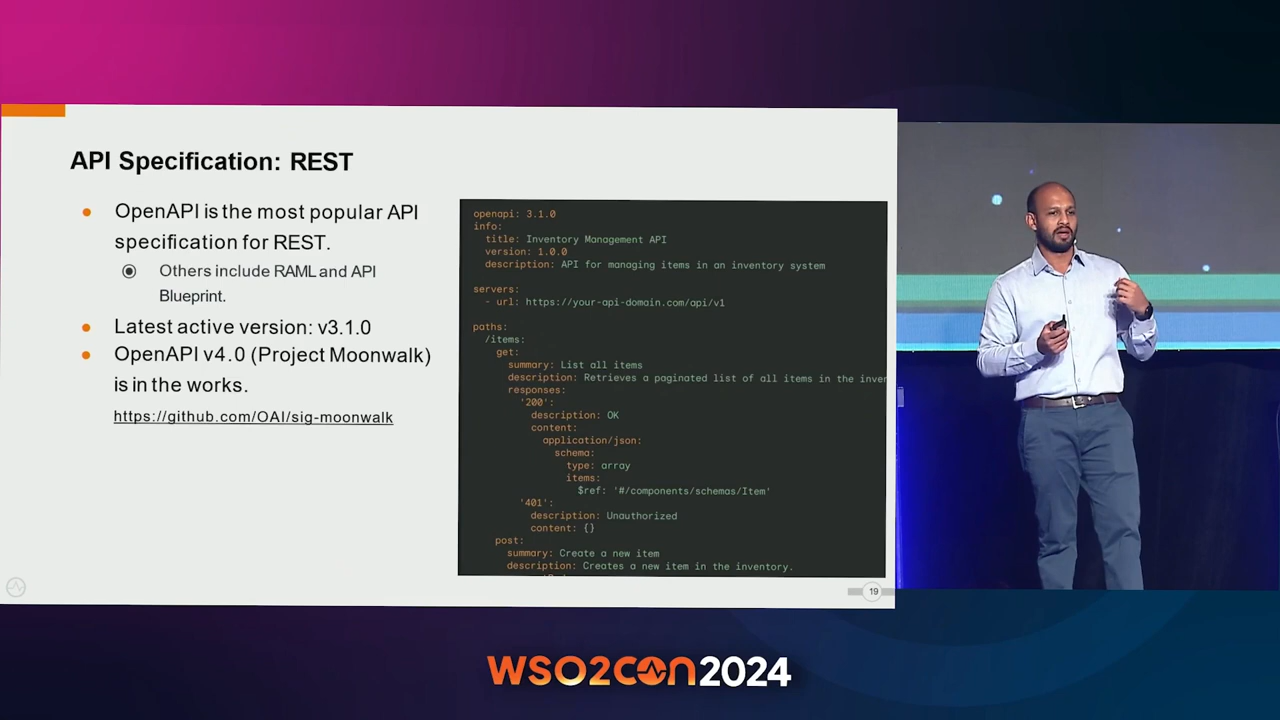 API Specification: REST
OpenAPI is the most popular API
specification for REST.
Others include RAML and API
Blueprint.
Latest active version: v3.1.0
OpenAPI v4.0 (Project Moonwalk)
is in the works.
https://github.com/OAI/sig-moonwalk
openapi: 3.1.0
info:
title: Inventory Management API
version: 1.0.0
description: API for managing items in an inventory system
servers:
- url: https://your-api-domain.com/api/v1
paths:
/items:
get:
summary: List all items
description: Retrieves a paginated list of all items in the inver
responses:
'200':
description: OK
content:
application/json:
schema:
type: array
items:
$ref: '#/components/schemas/Item'
'401':
description: Unauthorized
content: {}
post:
summary: Create a new item
description: Creates a new item in the inventory.
19
WSO2CON2024